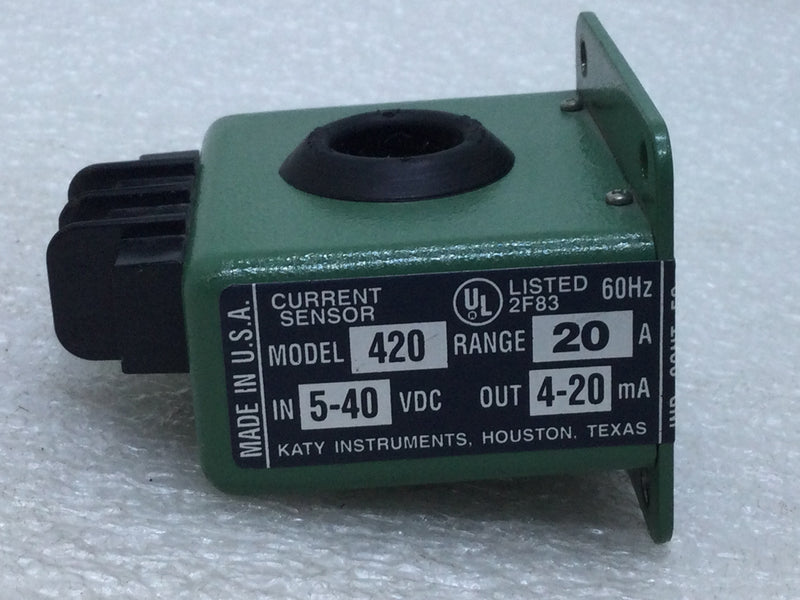 MADE IN U.S.A.
CURRENT SENSOR
UL
R
LISTED 2F83 60Hz
MODEL 420 RANGE 20 A
IN 5-40 VDC OUT 4-20 mA
KATY INSTRUMENTS, HOUSTON, TEXAS